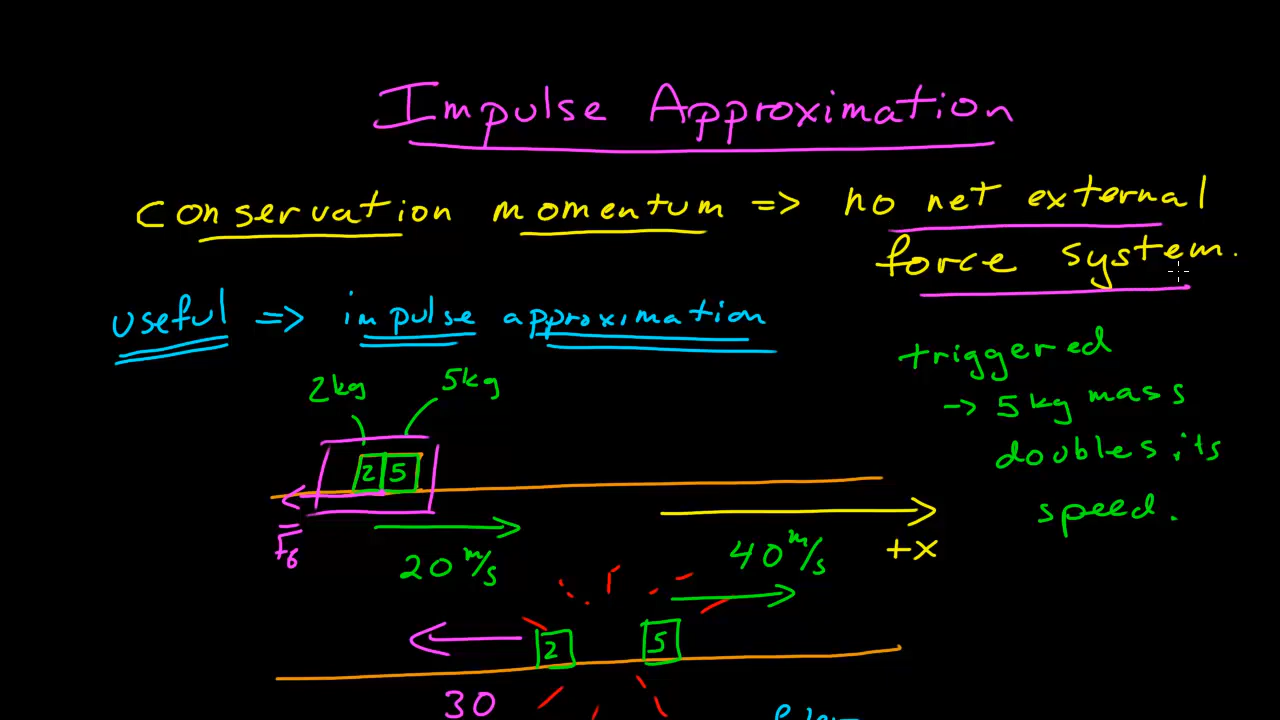 Impulse Approximation
conservation momentum => no net external
force system.
useful => impulse approximation
triggered
-> 5kg mass
doubles its
speed.
2kg 5kg
2 5
20 m/s
+x
40 m/s
2 5
30